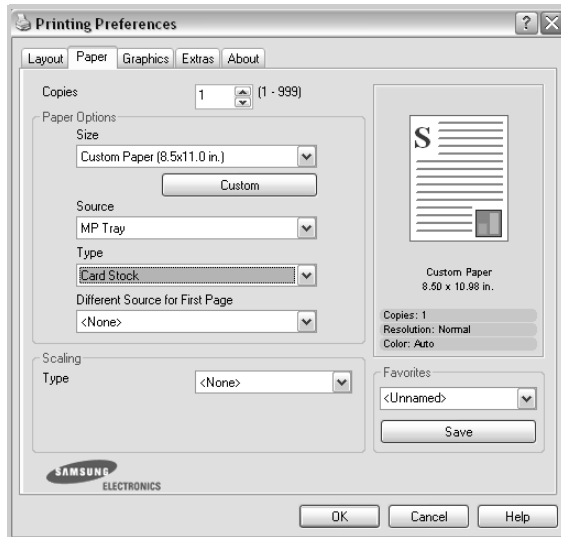 Printing Preferences
Layout Paper Graphics Extras About
Copies 1 (1 - 999)
Paper Options
Size
Custom Paper (8.5x11.0 in.)
Custom
Source
MP Tray
Type
Card Stock
Different Source for First Page
<None>
Scaling
Type <None>
S
Custom Paper
8.50 x 10.98 in.
Copies: 1
Resolution: Normal
Color: Auto
Favorites
<Unnamed>
Save
SAMSUNG
ELECTRONICS
OK Cancel Help